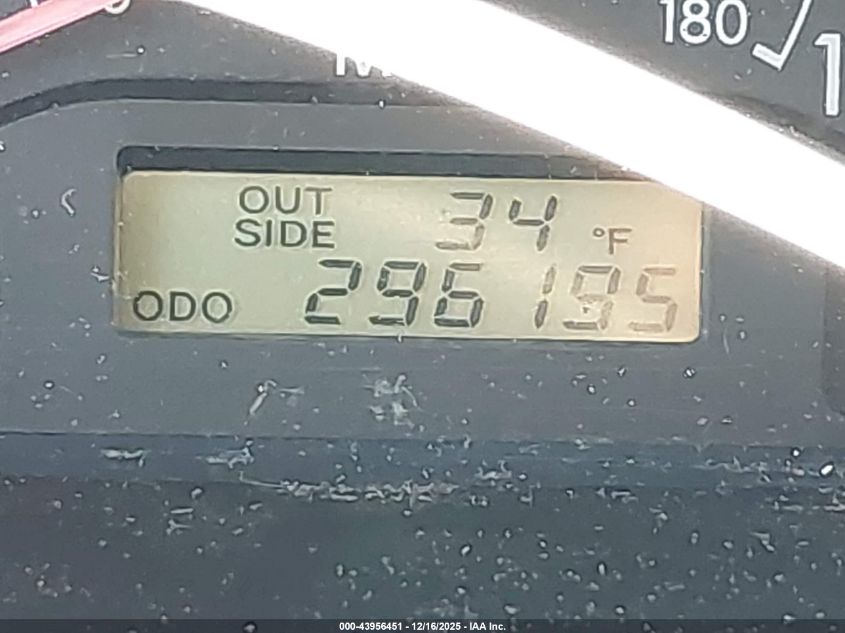 180
OUT 34 °F
SIDE
ODO 296195
000-43956451 - 12/16/2025 - IAA Inc.